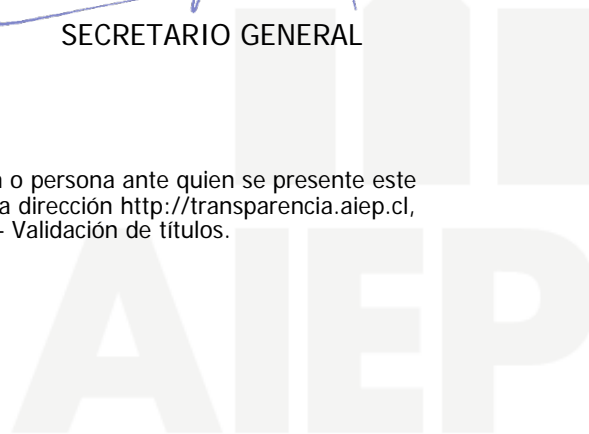 SECRETARIO GENERAL
o persona ante quien se presente este
a dirección http://transparencia.aiep.cl,
- Validación de títulos.
AIEP